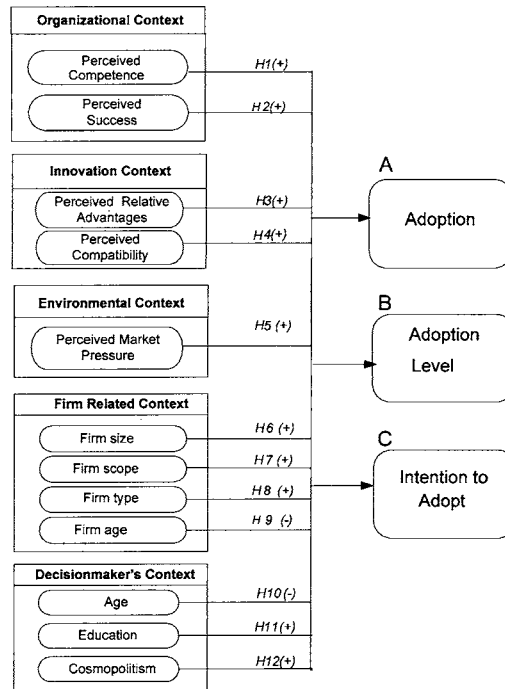 Organizational Context
Perceived
Competence
H1(+)
Perceived
Success
H2(+)
Innovation Context
Perceived Relative
Advantages
H3(+)
Perceived
Compatibility
H4(+)
Environmental Context
Perceived Market
Pressure
H5 (+)
Firm Related Context
Firm size
H6 (+)
Firm scope
H7 (+)
Firm type
H8 (+)
Firm age
H 9 (-)
Decisionmaker's Context
Age
H10(-)
Education
H11(+)
Cosmopolitism
H12(+)
A
Adoption
B
Adoption
Level
C
Intention to
Adopt